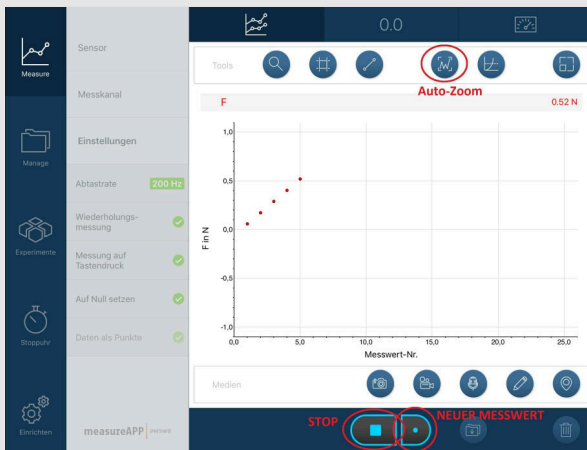 0.0
Measure
Manage
Experimente
Stoppuhr
Einrichten
Sensor
Messkanal
Einstellungen
Abtastrate 200 Hz
Wiederholungs-
messung
Messung auf
Tastendruck
Auf Null setzen
Daten als Punkte
measureAPP
Tools
Auto-Zoom
F 0.52 N
1,0
0,5
0,0
-0,5
-1,0
F in N
0,0 5,0 10,0 15,0 20,0 25,0
Messwert-Nr.
Medien
STOP
NEUER MESSWERT